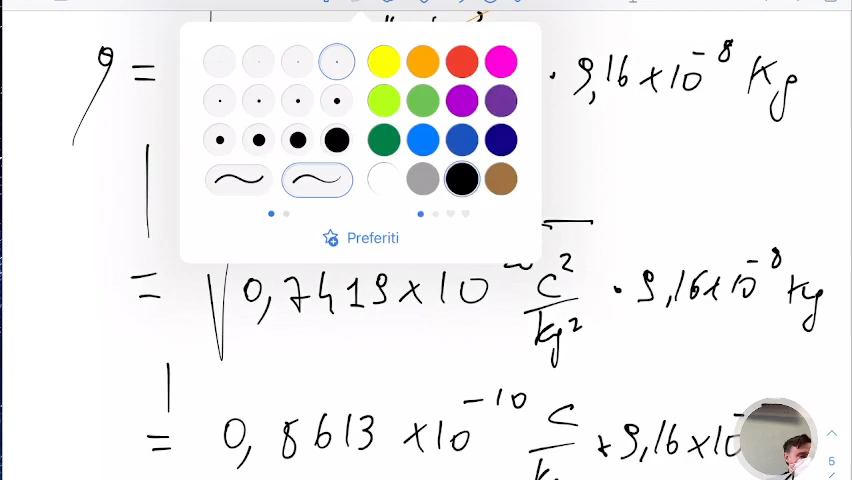 q = · 9,16×10⁻⁸ Kg
Preferiti
= √ 0,7419×10 C²/kg² · 9,16×10⁻⁸ Kg
= 0,8613 ×10⁻¹⁰ C × 9,16×10
5